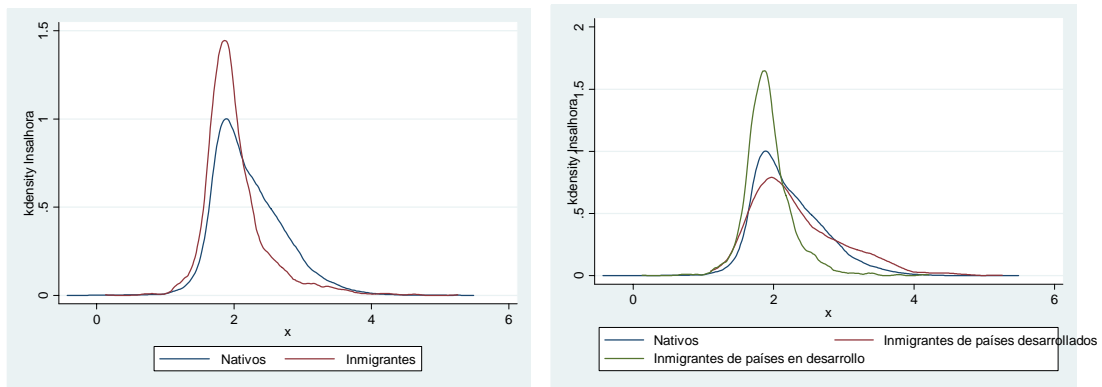 kdensity lnsalhora
1.5
1
.5
0
0
2
4
6
x
Nativos
Inmigrantes
kdensity lnsalhora
2
1.5
1
.5
0
0
2
4
6
x
Nativos
Inmigrantes de países desarrollados
Inmigrantes de países en desarrollo